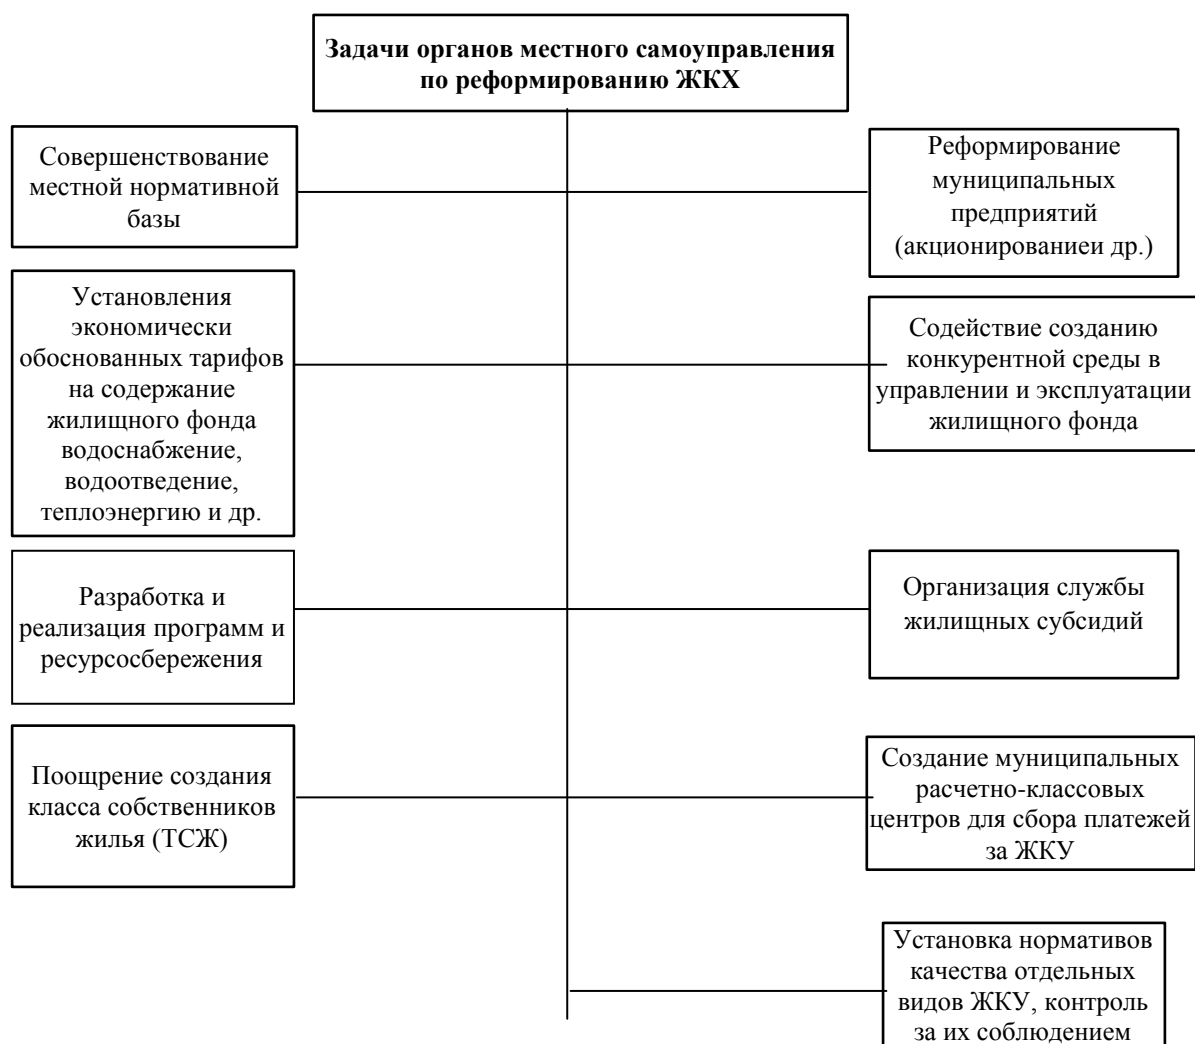 Задачи органов местного самоуправления
по реформированию ЖКХ
Совершенствование
местной нормативной
базы
Реформирование
муниципальных
предприятий
(акционированиеи др.)
Установления
экономически
обоснованных тарифов
на содержание
жилищного фонда
водоснабжение,
водоотведение,
теплоэнергию и др.
Содействие созданию
конкурентной среды в
управлении и эксплуатации
жилищного фонда
Разработка и
реализация программ и
ресурсосбережения
Организация службы
жилищных субсидий
Поощрение создания
класса собственников
жилья (ТСЖ)
Создание муниципальных
расчетно-классовых
центров для сбора платежей
за ЖКУ
Установка нормативов
качества отдельных
видов ЖКУ, контроль
за их соблюдением